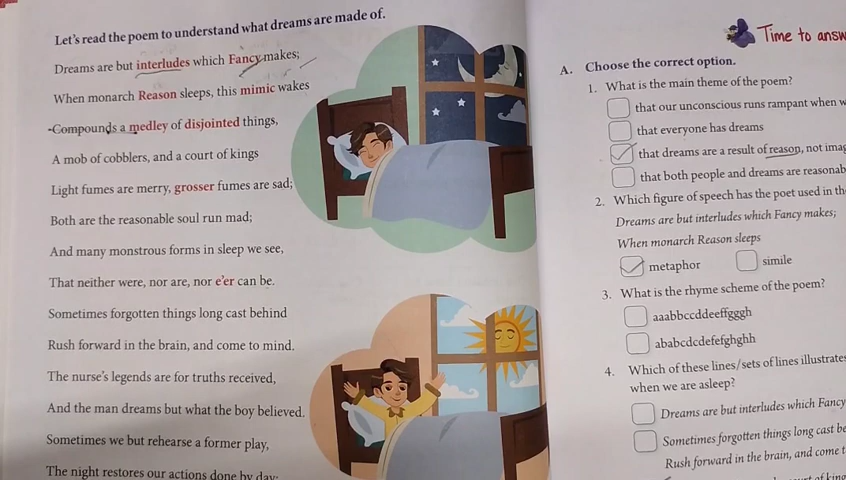 Let's read the poem to understand what dreams are made of.
Dreams are but interludes which Fancy makes;
When monarch Reason sleeps, this mimic wakes
Compounds a medley of disjointed things,
A mob of cobblers, and a court of kings
Light fumes are merry, grosser fumes are sad;
Both are the reasonable soul run mad;
And many monstrous forms in sleep we see,
That neither were, nor are, nor e'er can be.
Sometimes forgotten things long cast behind
Rush forward in the brain, and come to mind.
The nurse's legends are for truths received,
And the man dreams but what the boy believed.
Sometimes we but rehearse a former play,
The night restores our actions done by day;
Time to answ
A. Choose the correct option.
1. What is the main theme of the poem?
that our unconscious runs rampant when w
that everyone has dreams
that dreams are a result of reason, not imag
that both people and dreams are reasonab
2. Which figure of speech has the poet used in th
Dreams are but interludes which Fancy makes;
When monarch Reason sleeps
metaphor simile
3. What is the rhyme scheme of the poem?
aaabbccddeeffgggh
ababcdcdefefghghh
4. Which of these lines/sets of lines illustrates
when we are asleep?
Dreams are but interludes which Fancy
Sometimes forgotten things long cast be
Rush forward in the brain, and come t
court of king